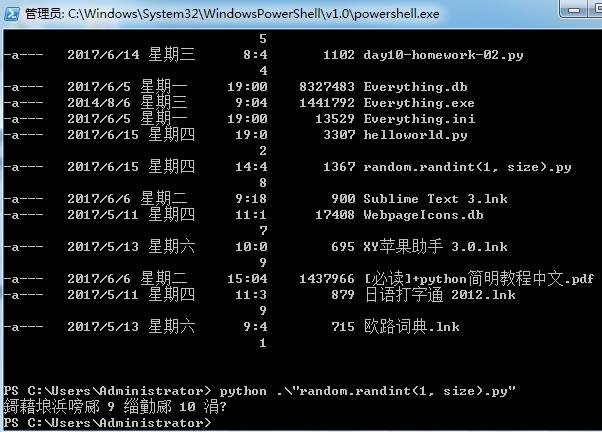 管理员: C:\Windows\System32\WindowsPowerShell\v1.0\powershell.exe
5
-a--- 2017/6/14 星期三 8:4 1102 day10-homework-02.py
4
-a--- 2017/6/5 星期一 19:00 8327483 Everything.db
-a--- 2014/8/6 星期三 9:04 1441792 Everything.exe
-a--- 2017/6/5 星期一 19:00 13529 Everything.ini
-a--- 2017/6/15 星期四 19:0 3307 helloworld.py
2
-a--- 2017/6/15 星期四 14:4 1367 random.randint(1, size).py
8
-a--- 2017/6/6 星期二 9:18 900 Sublime Text 3.lnk
-a--- 2017/5/11 星期四 11:1 17408 WebpageIcons.db
7
-a--- 2017/5/13 星期六 10:0 695 XY苹果助手 3.0.lnk
9
-a--- 2017/6/6 星期二 15:04 1437966 [必读]+python简明教程中文.pdf
-a--- 2017/5/11 星期四 11:3 879 日语打字通 2012.lnk
9
-a--- 2017/5/13 星期六 9:4 715 欧路词典.lnk
1
PS C:\Users\Administrator> python .\"random.randint(1, size).py"
浜嗙 9 缁勭 10 涓?
PS C:\Users\Administrator>